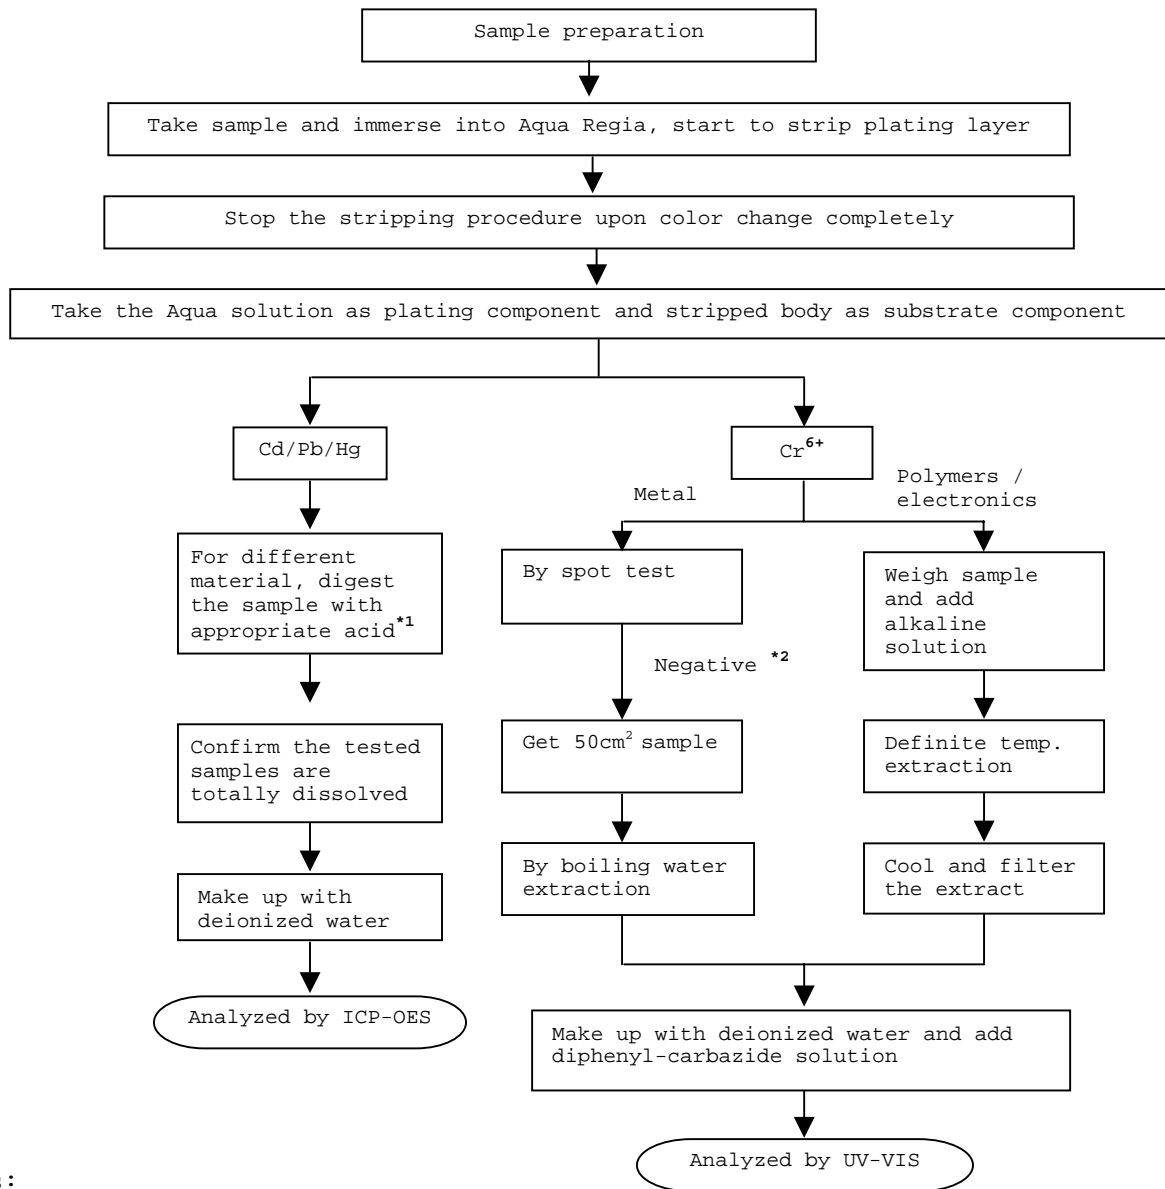 Sample preparation
Take sample and immerse into Aqua Regia, start to strip plating layer
Stop the stripping procedure upon color change completely
Take the Aqua solution as plating component and stripped body as substrate component
Cd/Pb/Hg
Cr6+
Metal
Polymers /
electronics
For different
material, digest
the sample with
appropriate acid*1
By spot test
Weigh sample
and add
alkaline
solution
Negative *2
Confirm the tested
samples are
totally dissolved
Get 50cm2 sample
Definite temp.
extraction
Make up with
deionized water
By boiling water
extraction
Cool and filter
the extract
Analyzed by ICP-OES
Make up with deionized water and add
diphenyl-carbazide solution
Analyzed by UV-VIS